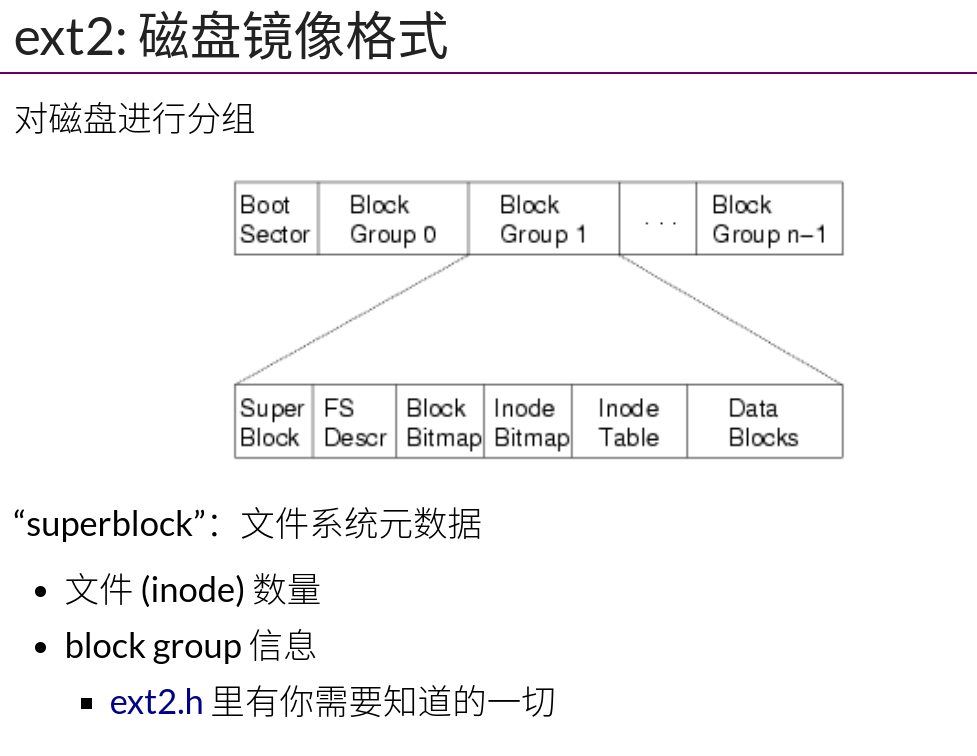 ext2: 磁盘镜像格式
对磁盘进行分组
Boot Sector
Block Group 0
Block Group 1
. . .
Block Group n−1
Super Block
FS Descr
Block Bitmap
Inode Bitmap
Inode Table
Data Blocks
“superblock”：文件系统元数据
• 文件 (inode) 数量
• block group 信息
▪ ext2.h 里有你需要知道的一切